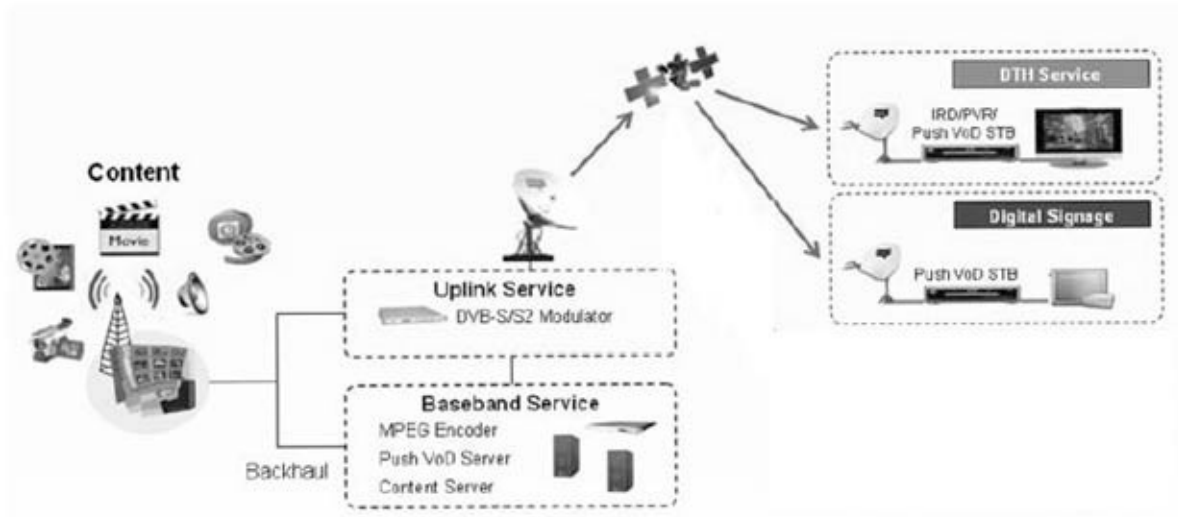 Content
Movie
Backhaul
Uplink Service
DVB-S/S2 Modulator
Baseband Service
MPEG Encoder
Push VoD Server
Content Server
DTH Service
IRD/PVR/
Push VoD STB
Digital Signage
Push VoD STB